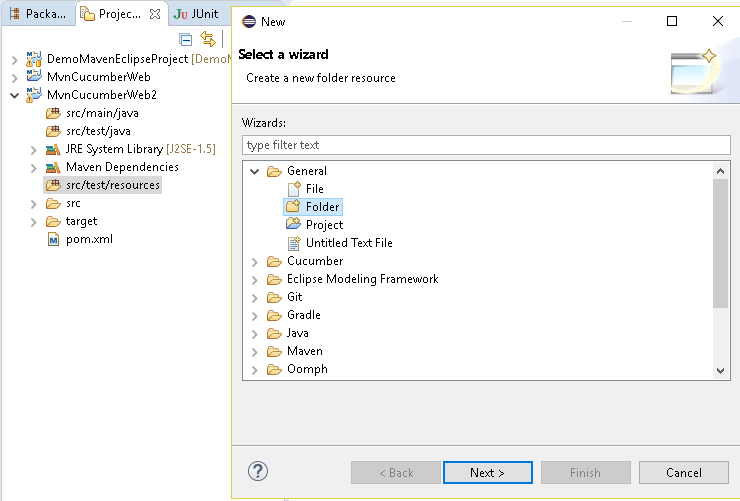 Packa...
Projec...
JUnit
DemoMavenEclipseProject [DemoM
MvnCucumberWeb
MvnCucumberWeb2
src/main/java
src/test/java
JRE System Library [J2SE-1.5]
Maven Dependencies
src/test/resources
src
target
pom.xml
New
Select a wizard
Create a new folder resource
Wizards:
type filter text
General
File
Folder
Project
Untitled Text File
Cucumber
Eclipse Modeling Framework
Git
Gradle
Java
Maven
Oomph
?
< Back
Next >
Finish
Cancel